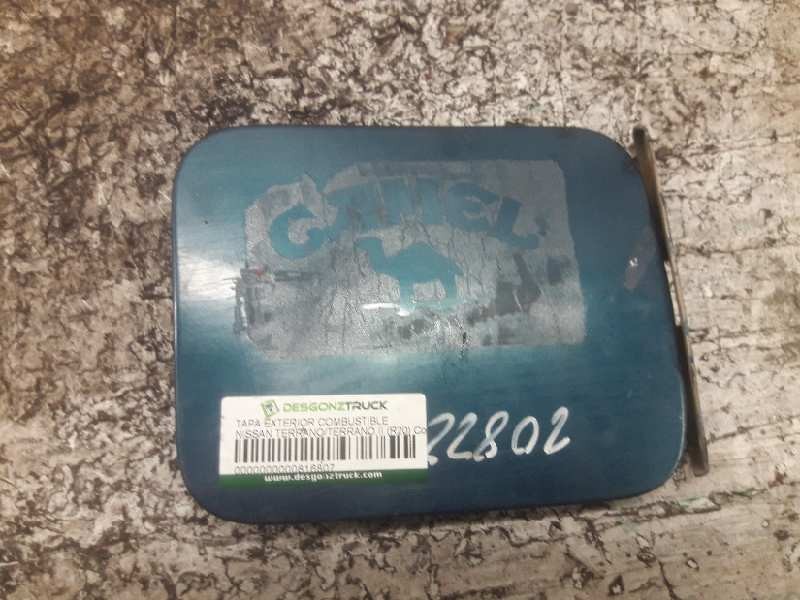 CAMEL
DESGONZTRUCK
TAPA EXTERIOR COMBUSTIBLE
NISSAN TERRANO/TERRANO II (R20) Co
22802
www.desgonztruck.com